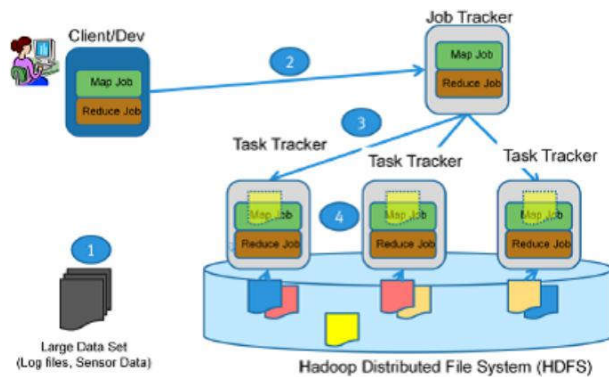 Job Tracker
Client/Dev
Map Job
Reduce Job
2
Map Job
Reduce Job
3
Task Tracker
Task Tracker
Task Tracker
Map Job
Reduce Job
4
Map Job
Reduce Job
Map Job
Reduce Job
1
Large Data Set
(Log files, Sensor Data)
Hadoop Distributed File System (HDFS)